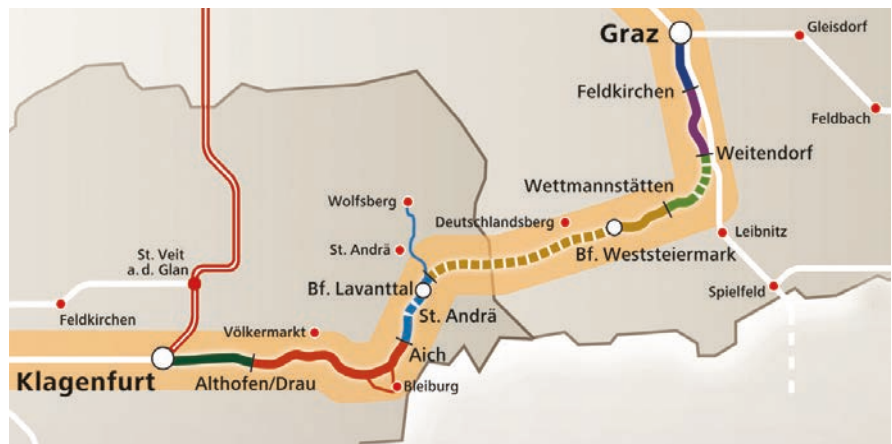 Graz
Gleisdorf
Feldkirchen
Feldbach
Weitendorf
Wettmannstätten
Wolfsberg
Deutschlandsberg
Leibnitz
St. Andrä
Bf. Weststeiermark
St. Veit
a. d. Glan
Bf. Lavanttal
Spielfeld
Feldkirchen
St. Andrä
Völkermarkt
Aich
Klagenfurt
Althofen/Drau
Bleiburg